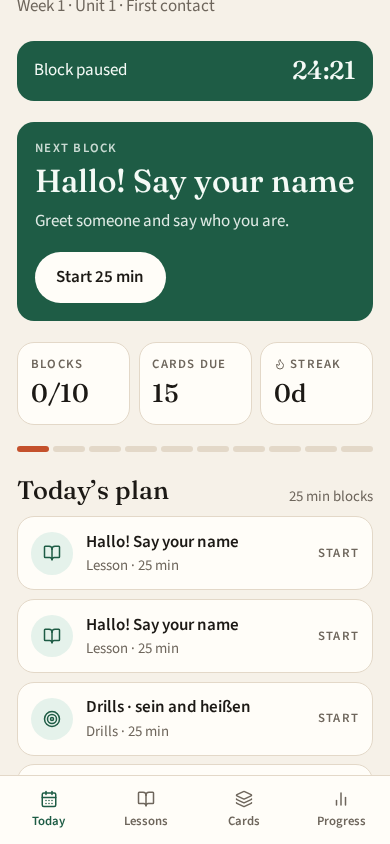 Week 1 · Unit 1 · First contact
Block paused
24:21
NEXT BLOCK
Hallo! Say your name
Greet someone and say who you are.
Start 25 min
BLOCKS
0/10
CARDS DUE
15
STREAK
0d
Today’s plan
25 min blocks
Hallo! Say your name
Lesson · 25 min
START
Hallo! Say your name
Lesson · 25 min
START
Drills · sein and heißen
Drills · 25 min
START
Today
Lessons
Cards
Progress